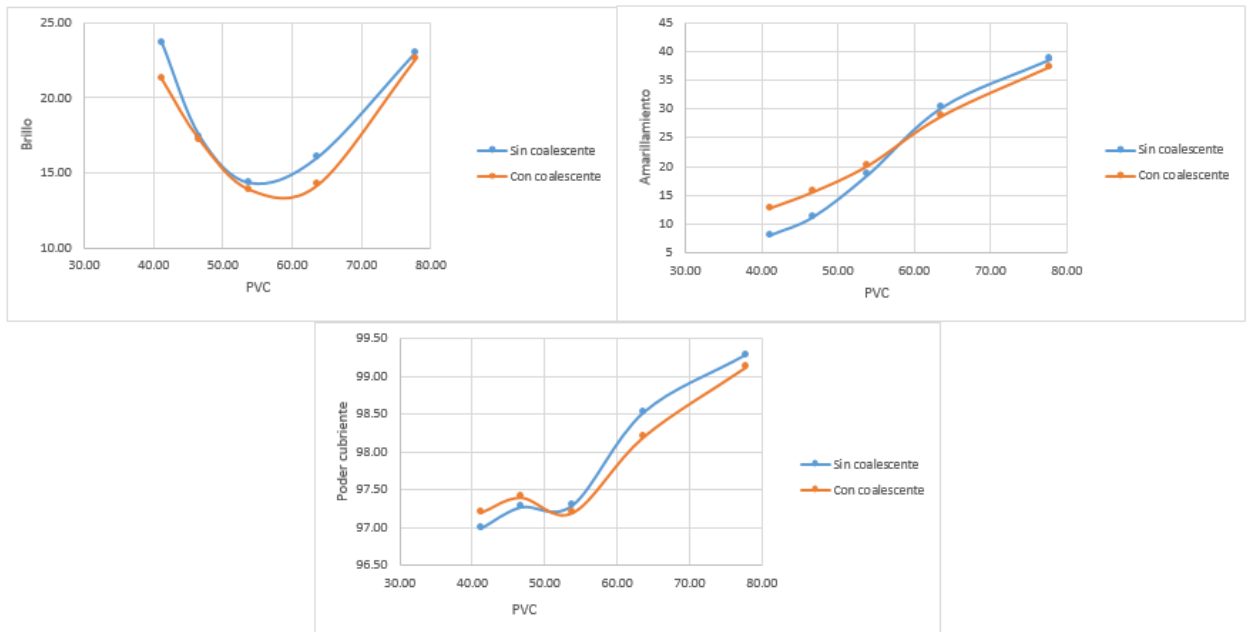 25.00
20.00
15.00
10.00
Brillo
30.00 40.00 50.00 60.00 70.00 80.00
PVC
Sin coalescente
Con coalescente
45
40
35
30
25
20
15
10
5
Amarillamiento
30.00 40.00 50.00 60.00 70.00 80.00
PVC
Sin coalescente
Con coalescente
99.50
99.00
98.50
98.00
97.50
97.00
96.50
Poder cubriente
30.00 40.00 50.00 60.00 70.00 80.00
PVC
Sin coalescente
Con coalescente